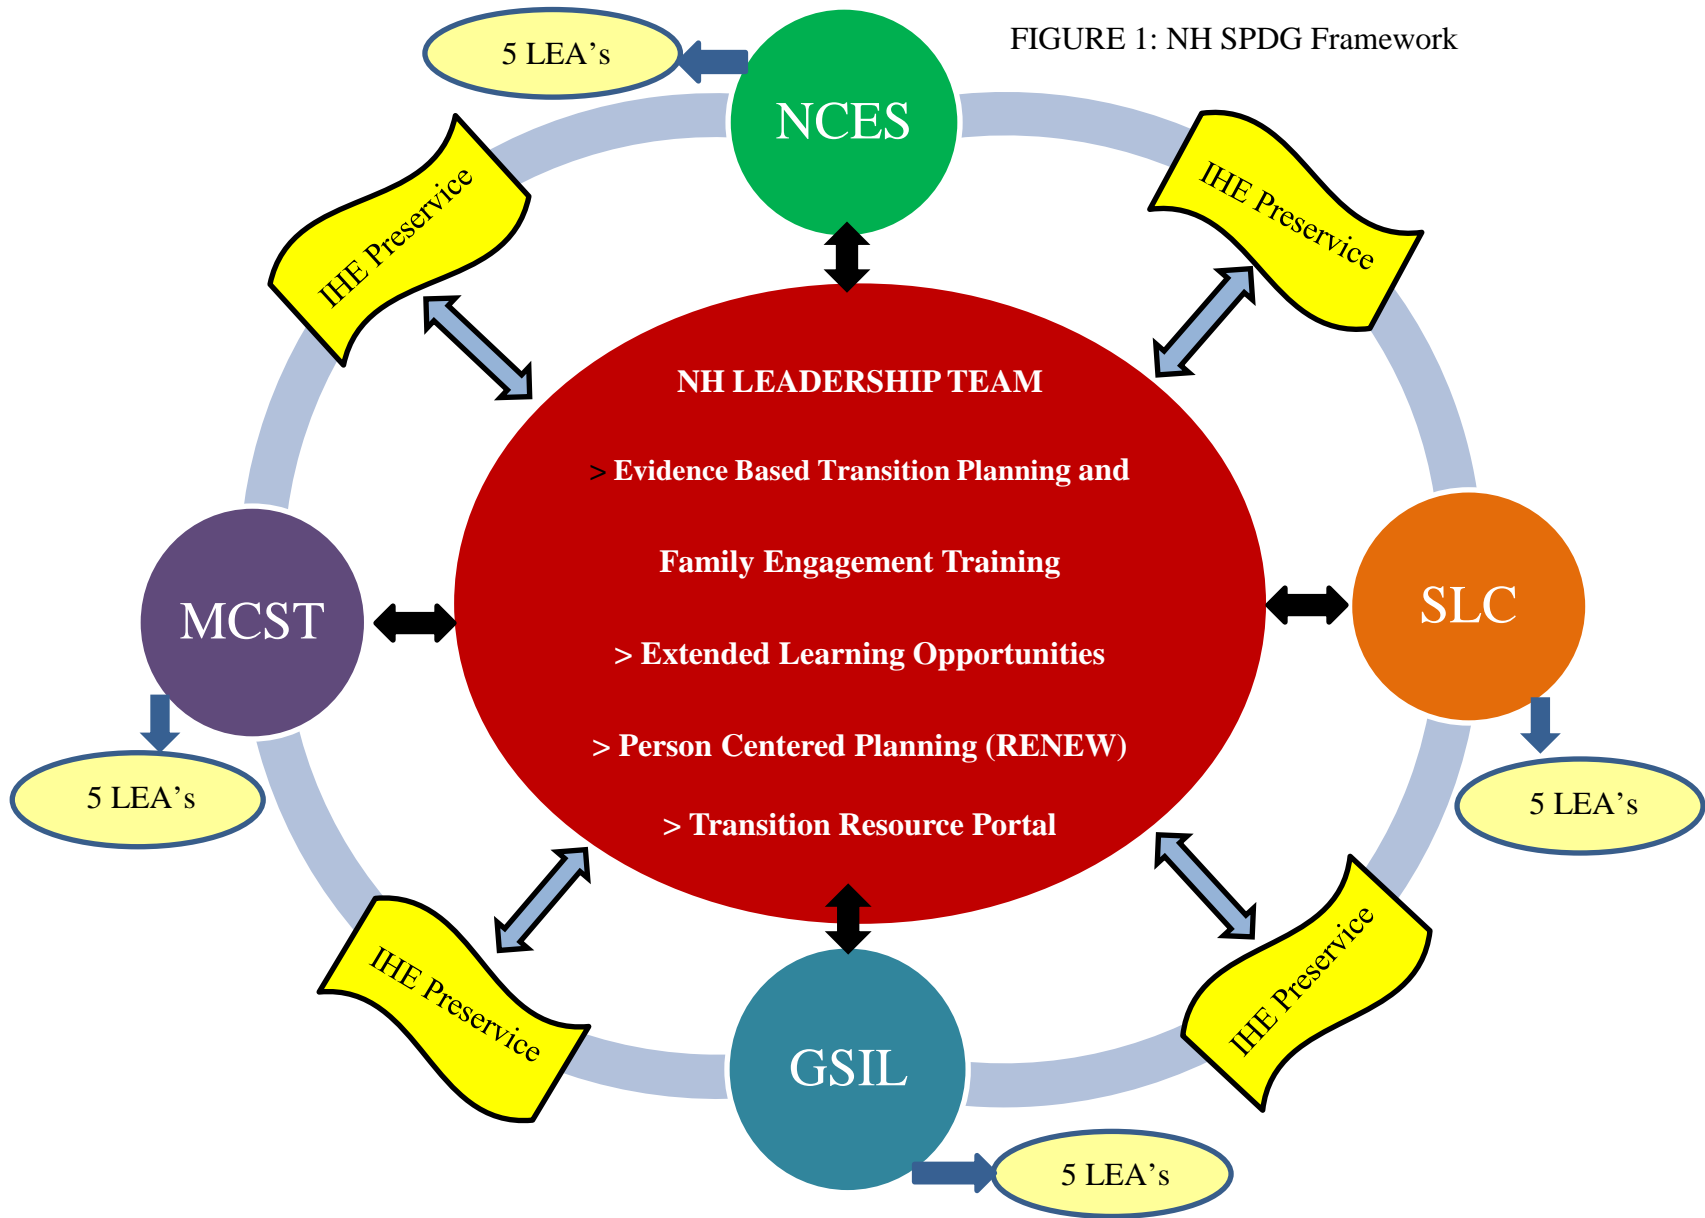 FIGURE 1: NH SPDG Framework
5 LEA's
NCES
IHE Preservice
IHE Preservice
NH LEADERSHIP TEAM
> Evidence Based Transition Planning and
Family Engagement Training
> Extended Learning Opportunities
> Person Centered Planning (RENEW)
> Transition Resource Portal
MCST
SLC
5 LEA's
5 LEA's
IHE Preservice
IHE Preservice
GSIL
5 LEA's